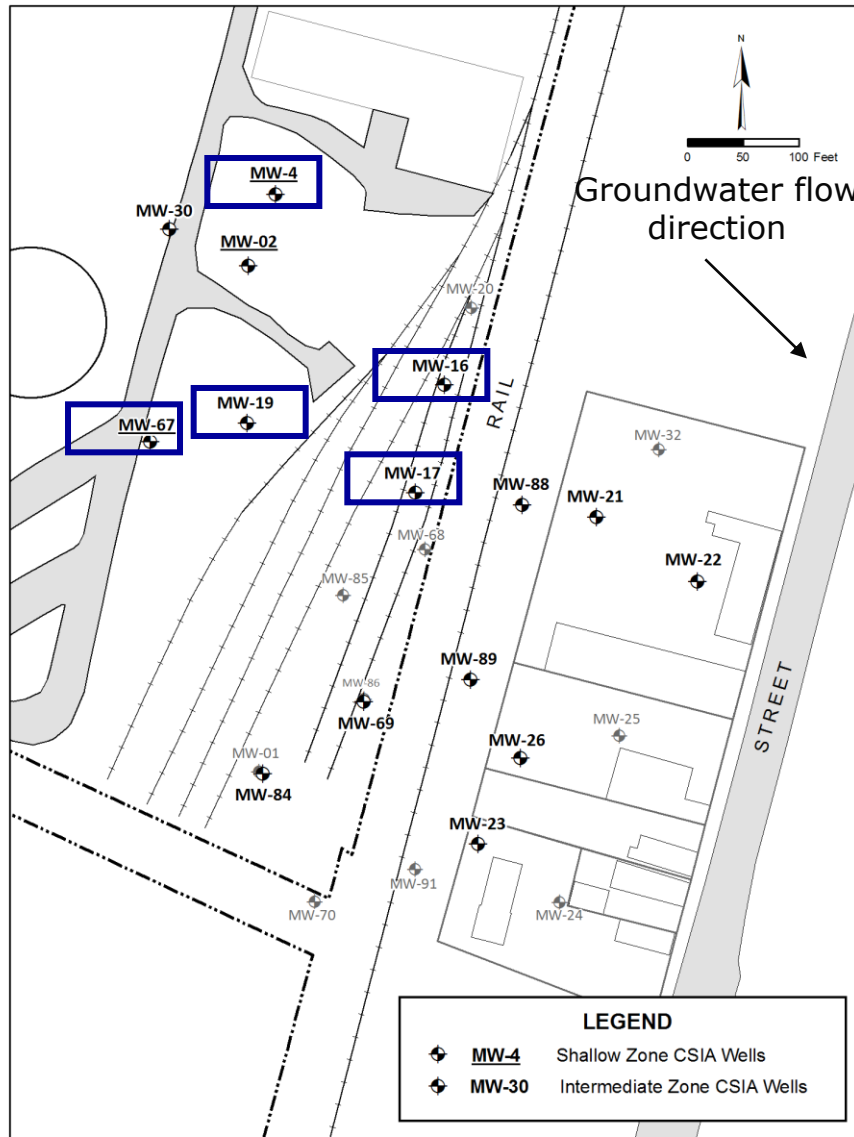 N
0 50 100 Feet
Groundwater flow
direction
MW-4
MW-30
MW-02
MW-20
MW-16
RAIL
MW-19
MW-67
MW-32
MW-17
MW-88
MW-21
MW-68
MW-22
MW-85
MW-89
MW-86
MW-69
STREET
MW-25
MW-26
MW-01
MW-84
MW-23
MW-91
MW-70
MW-24
LEGEND
MW-4 Shallow Zone CSIA Wells
MW-30 Intermediate Zone CSIA Wells